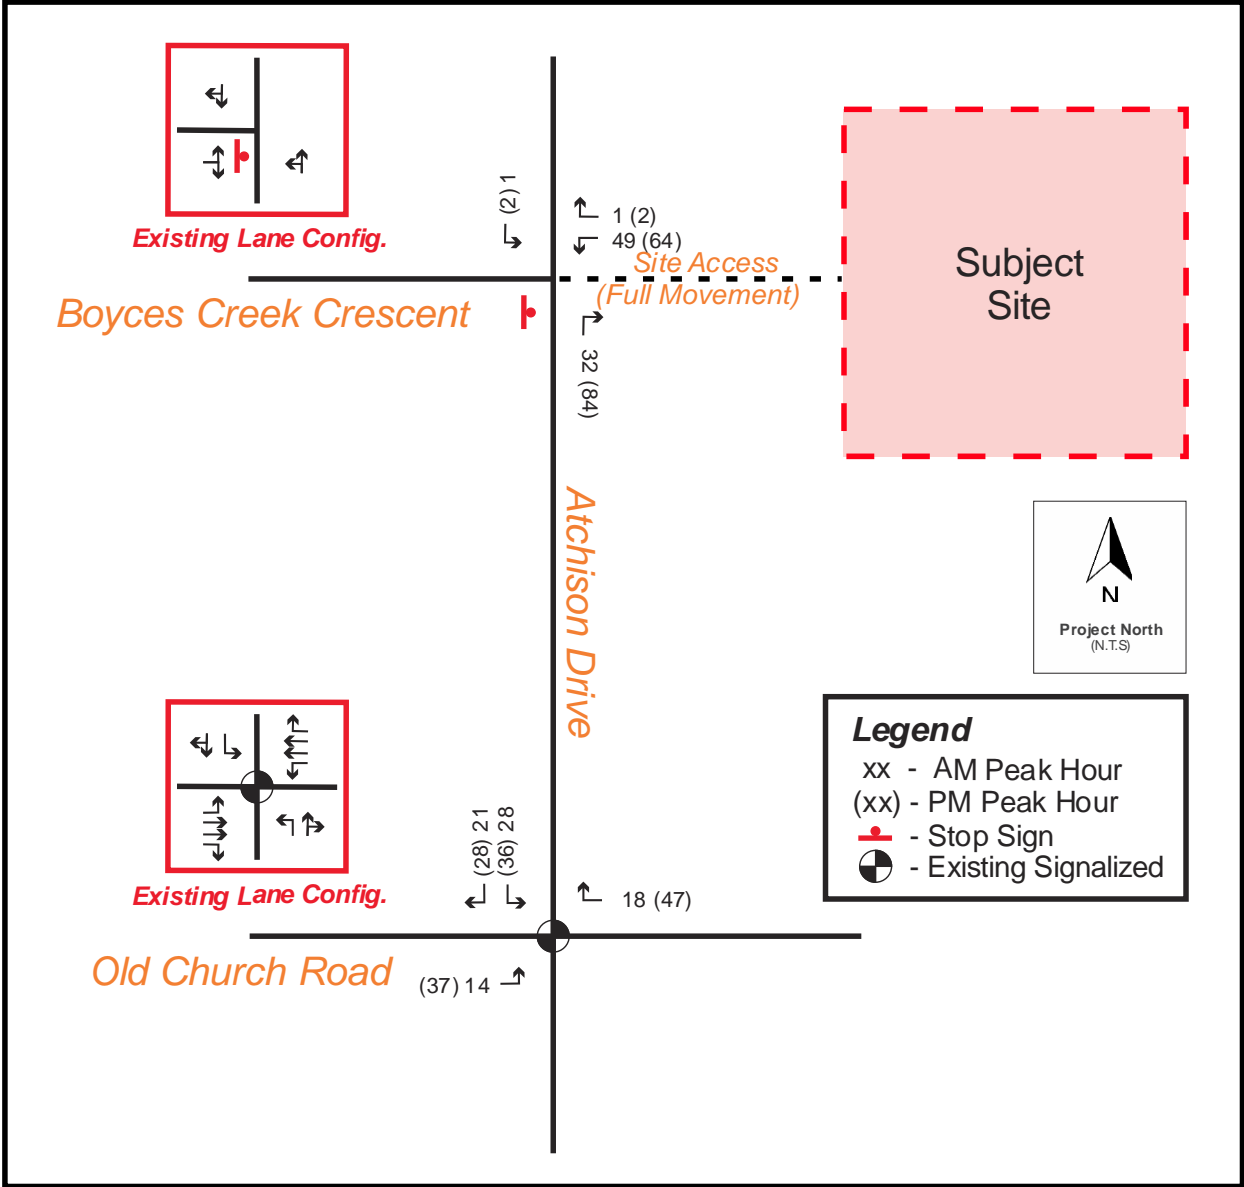 Existing Lane Config.
(2) 1
1 (2)
49 (64)
Site Access
(Full Movement)
Subject
Site
Boyces Creek Crescent
32 (84)
Atchison Drive
N
Project North
(N.T.S)
Legend
xx - AM Peak Hour
(xx) - PM Peak Hour
- Stop Sign
- Existing Signalized
Existing Lane Config.
(28) 21
(36) 28
18 (47)
Old Church Road
(37) 14